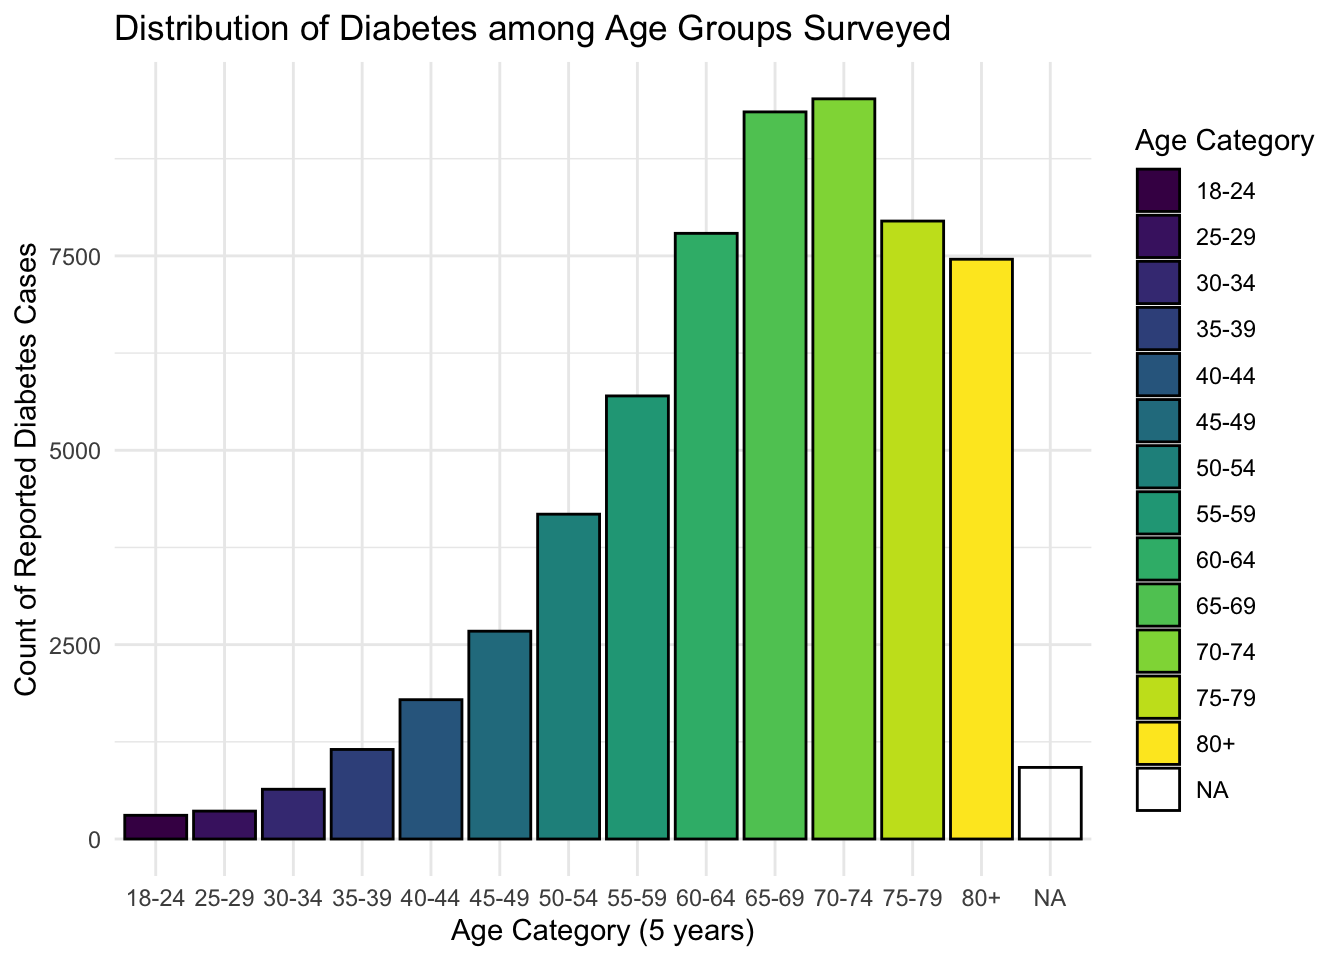 Distribution of Diabetes among Age Groups Surveyed
Count of Reported Diabetes Cases
7500
5000
2500
0
18-24 25-29 30-34 35-39 40-44 45-49 50-54 55-59 60-64 65-69 70-74 75-79 80+ NA
Age Category (5 years)
Age Category
18-24
25-29
30-34
35-39
40-44
45-49
50-54
55-59
60-64
65-69
70-74
75-79
80+
NA